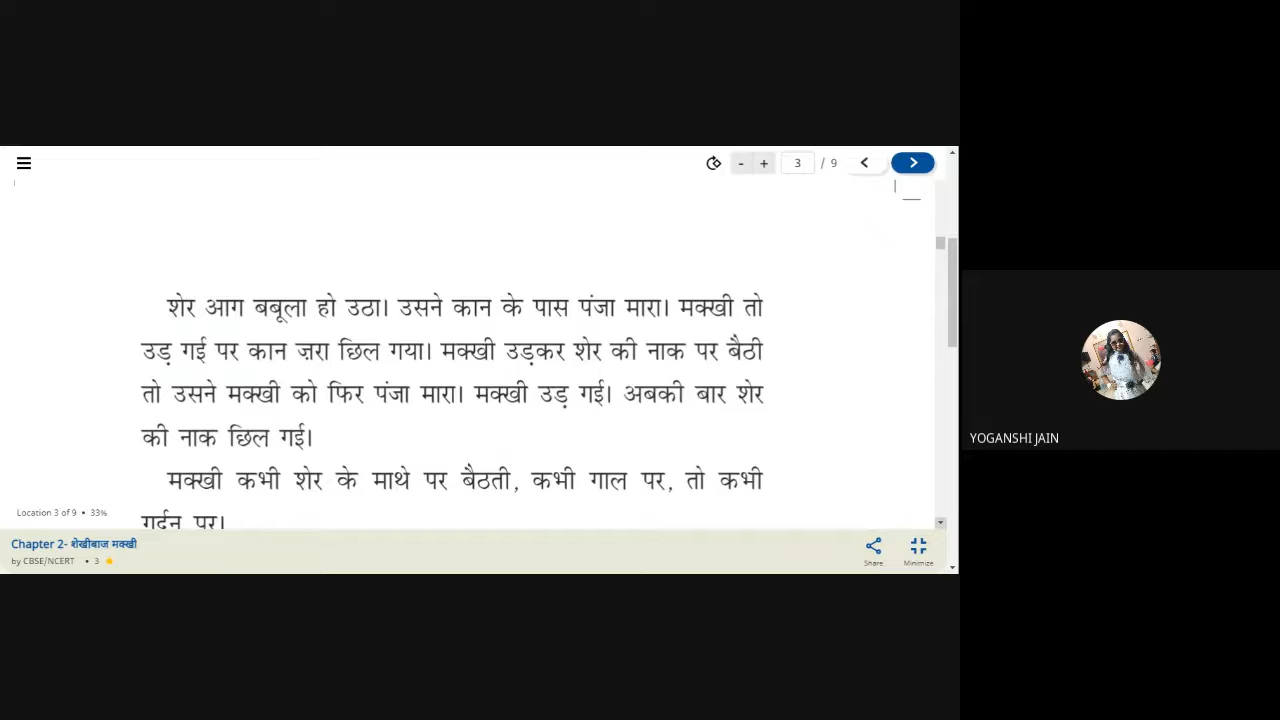 3 / 9
शेर आग बबूला हो उठा। उसने कान के पास पंजा मारा। मक्खी तो
उड़ गई पर कान ज़रा छिल गया। मक्खी उड़कर शेर की नाक पर बैठी
तो उसने मक्खी को फिर पंजा मारा। मक्खी उड़ गई। अबकी बार शेर
की नाक छिल गई।
मक्खी कभी शेर के माथे पर बैठती, कभी गाल पर, तो कभी
गर्दन पर।
Location 3 of 9 • 33%
Chapter 2- शेखीबाज मक्खी
by CBSE/NCERT • 3
Share
Minimize
YOGANSHI JAIN